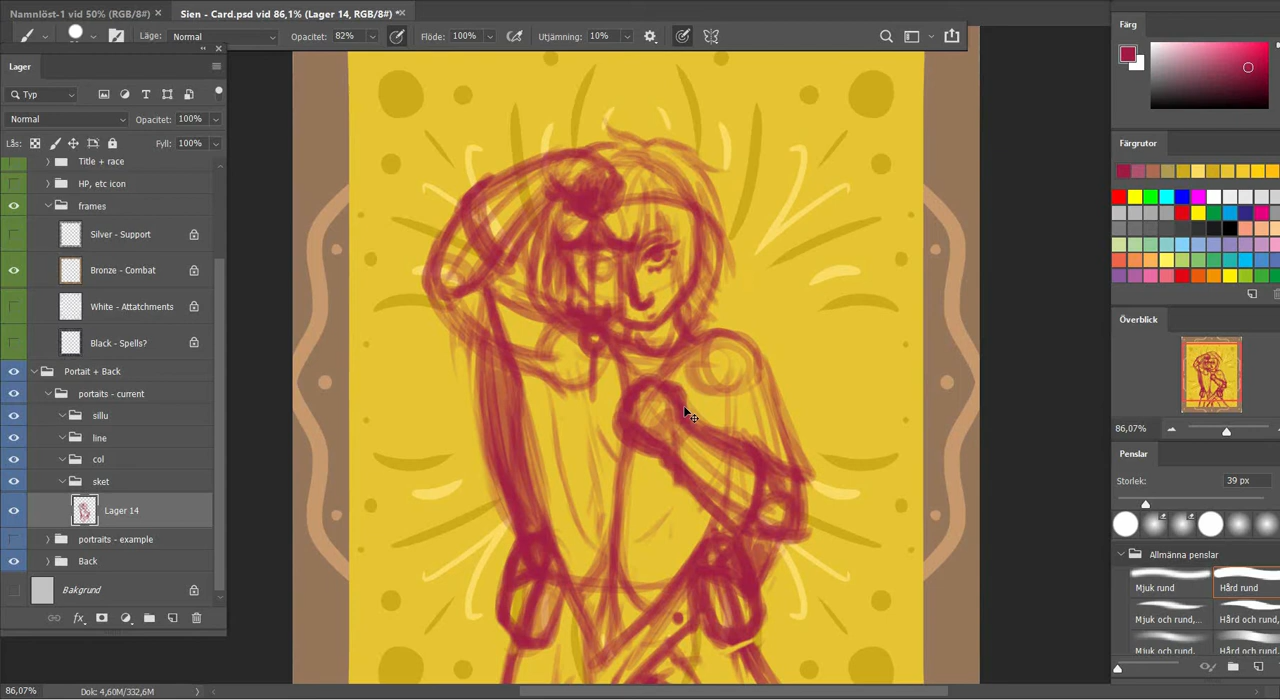 Namnlöst-1 vid 50% (RGB/8#)
Sien - Card.psd vid 86,1% (Lager 14, RGB/8#) *
Läge: Normal
Opacitet: 82%
Flöde: 100%
Utjämning: 10%
Lager
Typ
Normal
Opacitet: 100%
Lås:
Fyll: 100%
Title + race
HP, etc icon
frames
Silver - Support
Bronze - Combat
White - Attatchments
Black - Spells?
Portait + Back
portaits - current
sillu
line
col
sket
Lager 14
portraits - example
Back
Bakgrund
fx
86,07%
Dok: 4,60M/332,6M
Färg
Färgrutor
Överblick
86,07%
Penslar
Storlek: 39 px
Allmänna penslar
Mjuk rund
Hård rund
Mjuk och rund,...
Hård och rund,
Mjuk och rund,
Hård och rund,